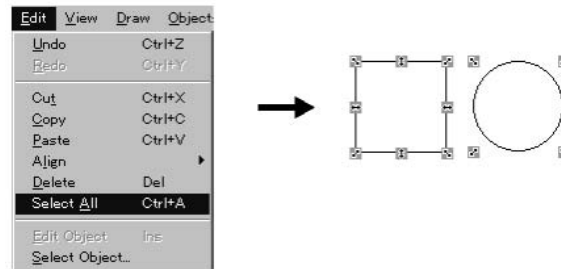 Edit View Draw Object
Undo Ctrl+Z
Redo Ctrl+Y
Cut Ctrl+X
Copy Ctrl+C
Paste Ctrl+V
Align
Delete Del
Select All Ctrl+A
Edit Object Ins
Select Object...